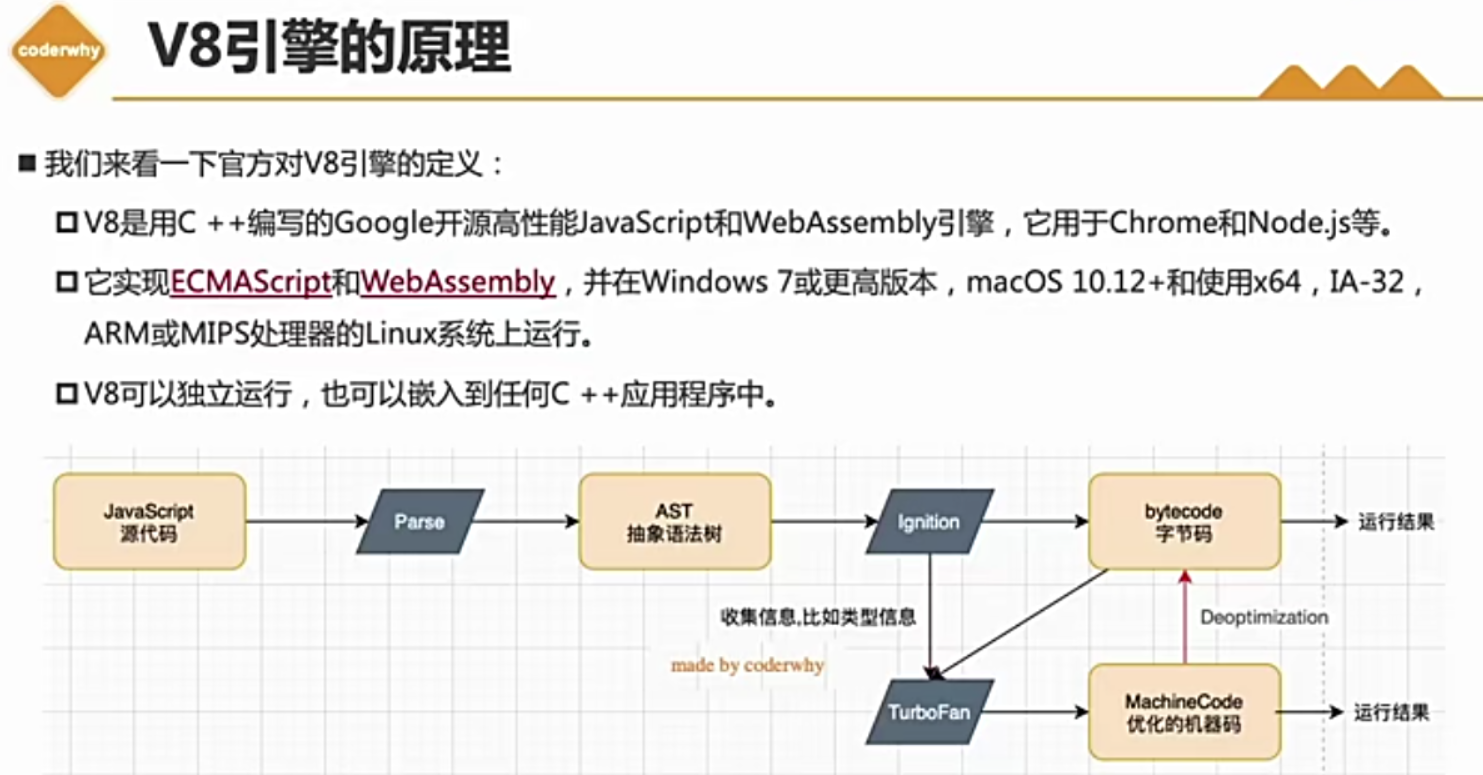 coderwhy
V8引擎的原理
我们来看一下官方对V8引擎的定义：
V8是用C ++编写的Google开源高性能JavaScript和WebAssembly引擎，它用于Chrome和Node.js等。
它实现ECMAScript和WebAssembly，并在Windows 7或更高版本，macOS 10.12+和使用x64，IA-32，
ARM或MIPS处理器的Linux系统上运行。
V8可以独立运行，也可以嵌入到任何C ++应用程序中。
JavaScript
源代码
Parse
AST
抽象语法树
Ignition
bytecode
字节码
运行结果
收集信息,比如类型信息
Deoptimization
made by coderwhy
TurboFan
MachineCode
优化的机器码
运行结果